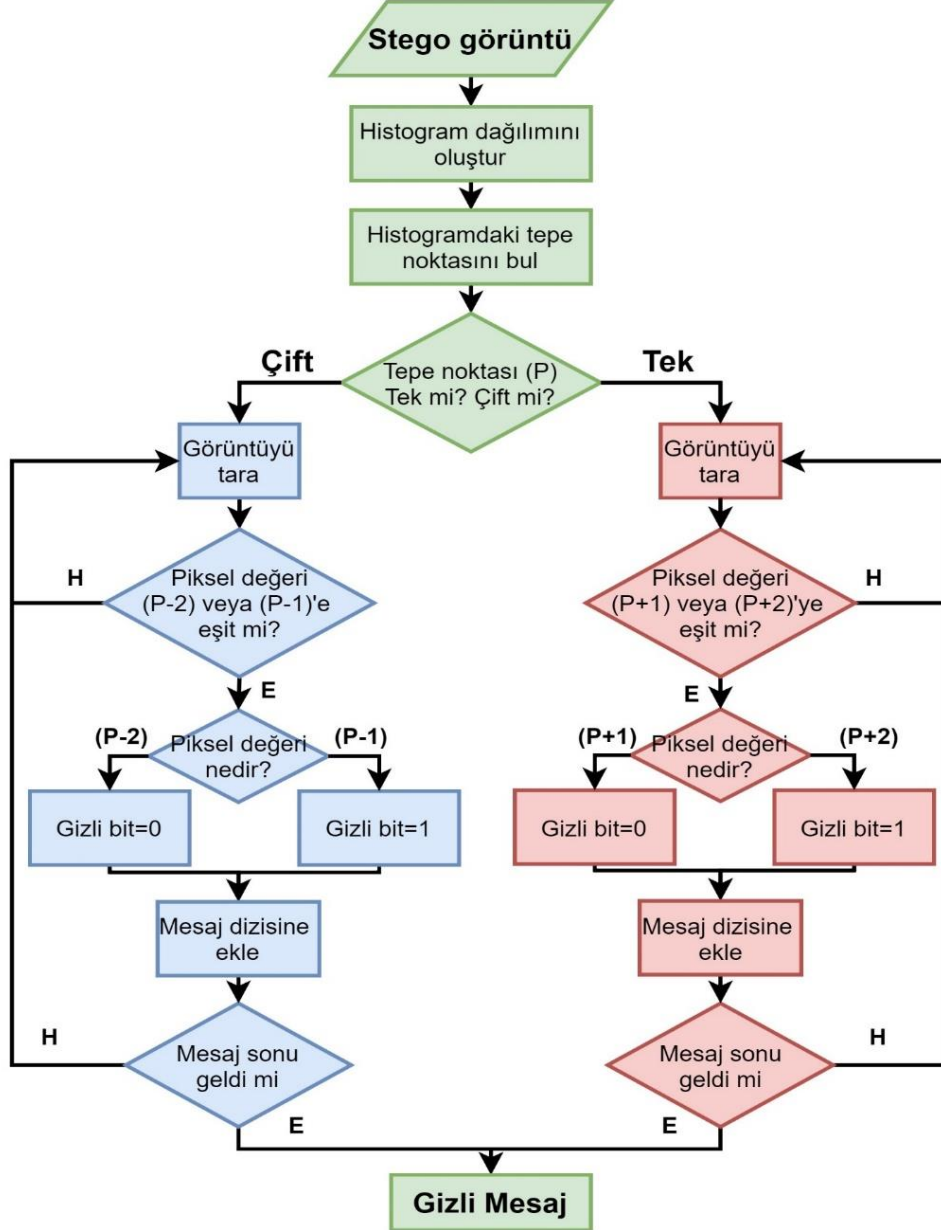 Stego görüntü
Histogram dağılımını
oluştur
Histogramdaki tepe
noktasını bul
Tepe noktası (P)
Tek mi? Çift mi?
Çift
Tek
Görüntüyü
tara
Piksel değeri
(P-2) veya (P-1)'e
eşit mi?
H
E
Piksel değeri
nedir?
(P-2)
(P-1)
Gizli bit=0
Gizli bit=1
Mesaj dizisine
ekle
Mesaj sonu
geldi mi
H
E
Görüntüyü
tara
Piksel değeri
(P+1) veya (P+2)'ye
eşit mi?
H
E
Piksel değeri
nedir?
(P+1)
(P+2)
Gizli bit=0
Gizli bit=1
Mesaj dizisine
ekle
Mesaj sonu
geldi mi
H
E
Gizli Mesaj